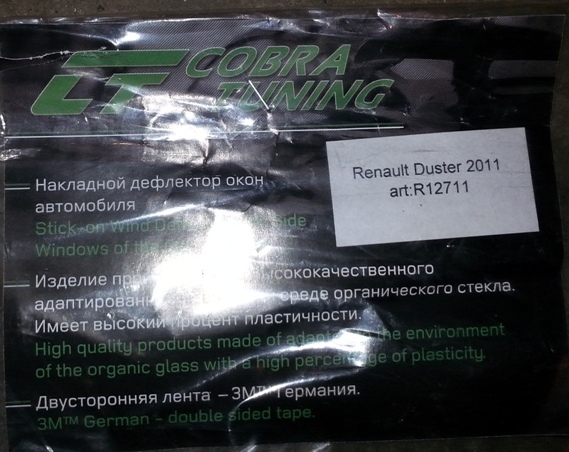 CT COBRA
TUNING
Renault Duster 2011
art:R12711
Накладной дефлектор окон
автомобиля
Stick-on Wind
Windows of
Изделие
адаптирован среде органического стекла.
Имеет высокий процент пластичности.
High quality products made of the environment
of the organic glass with a high percentage of plasticity.
Двусторонняя лента – 3M™ Германия.
3M™ German – double sided tape.